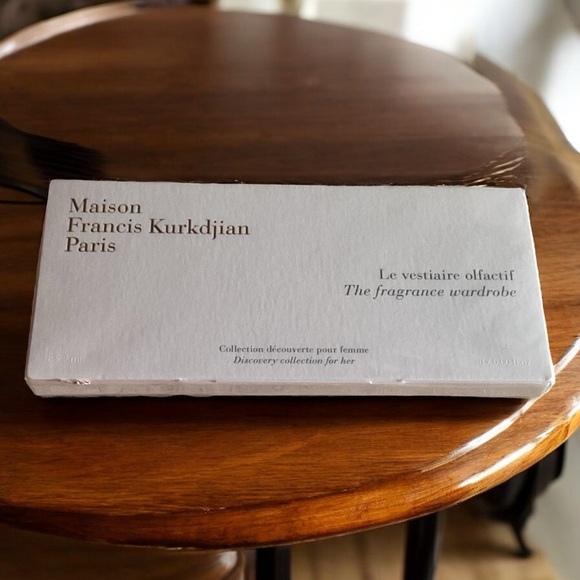 Maison
Francis Kurkdjian
Paris
Le vestiaire olfactif
The fragrance wardrobe
Collection découverte pour femme
Discovery collection for her